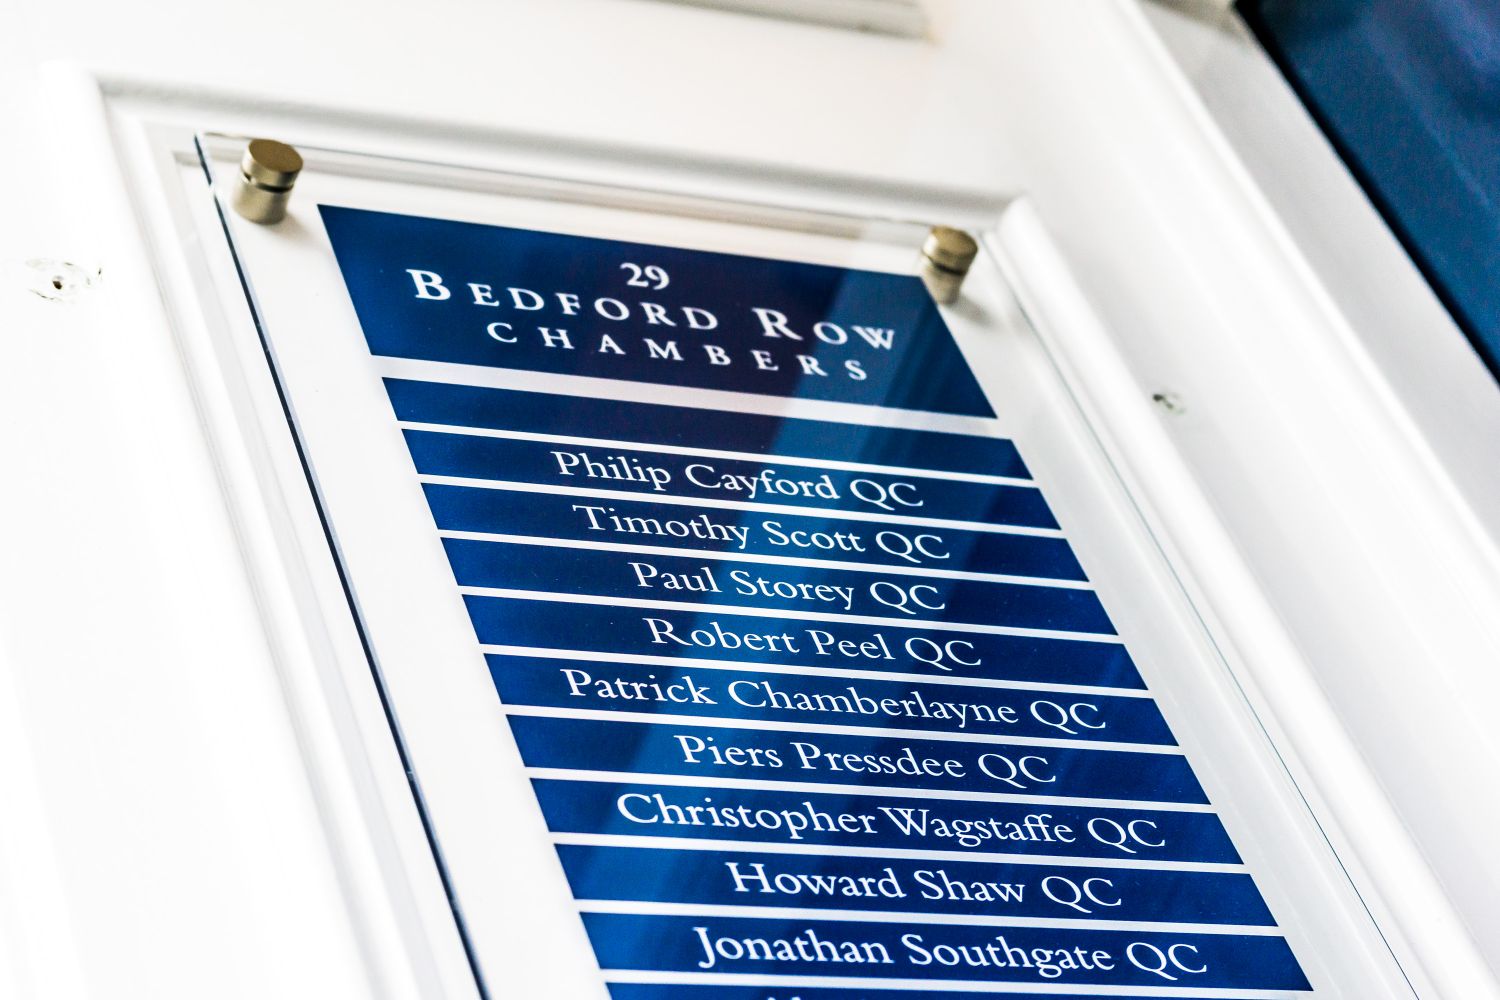 29
BEDFORD ROW
CHAMBERS
Philip Cayford QC
Timothy Scott QC
Paul Storey QC
Robert Peel QC
Patrick Chamberlayne QC
Piers Pressdee QC
Christopher Wagstaffe QC
Howard Shaw QC
Jonathan Southgate QC